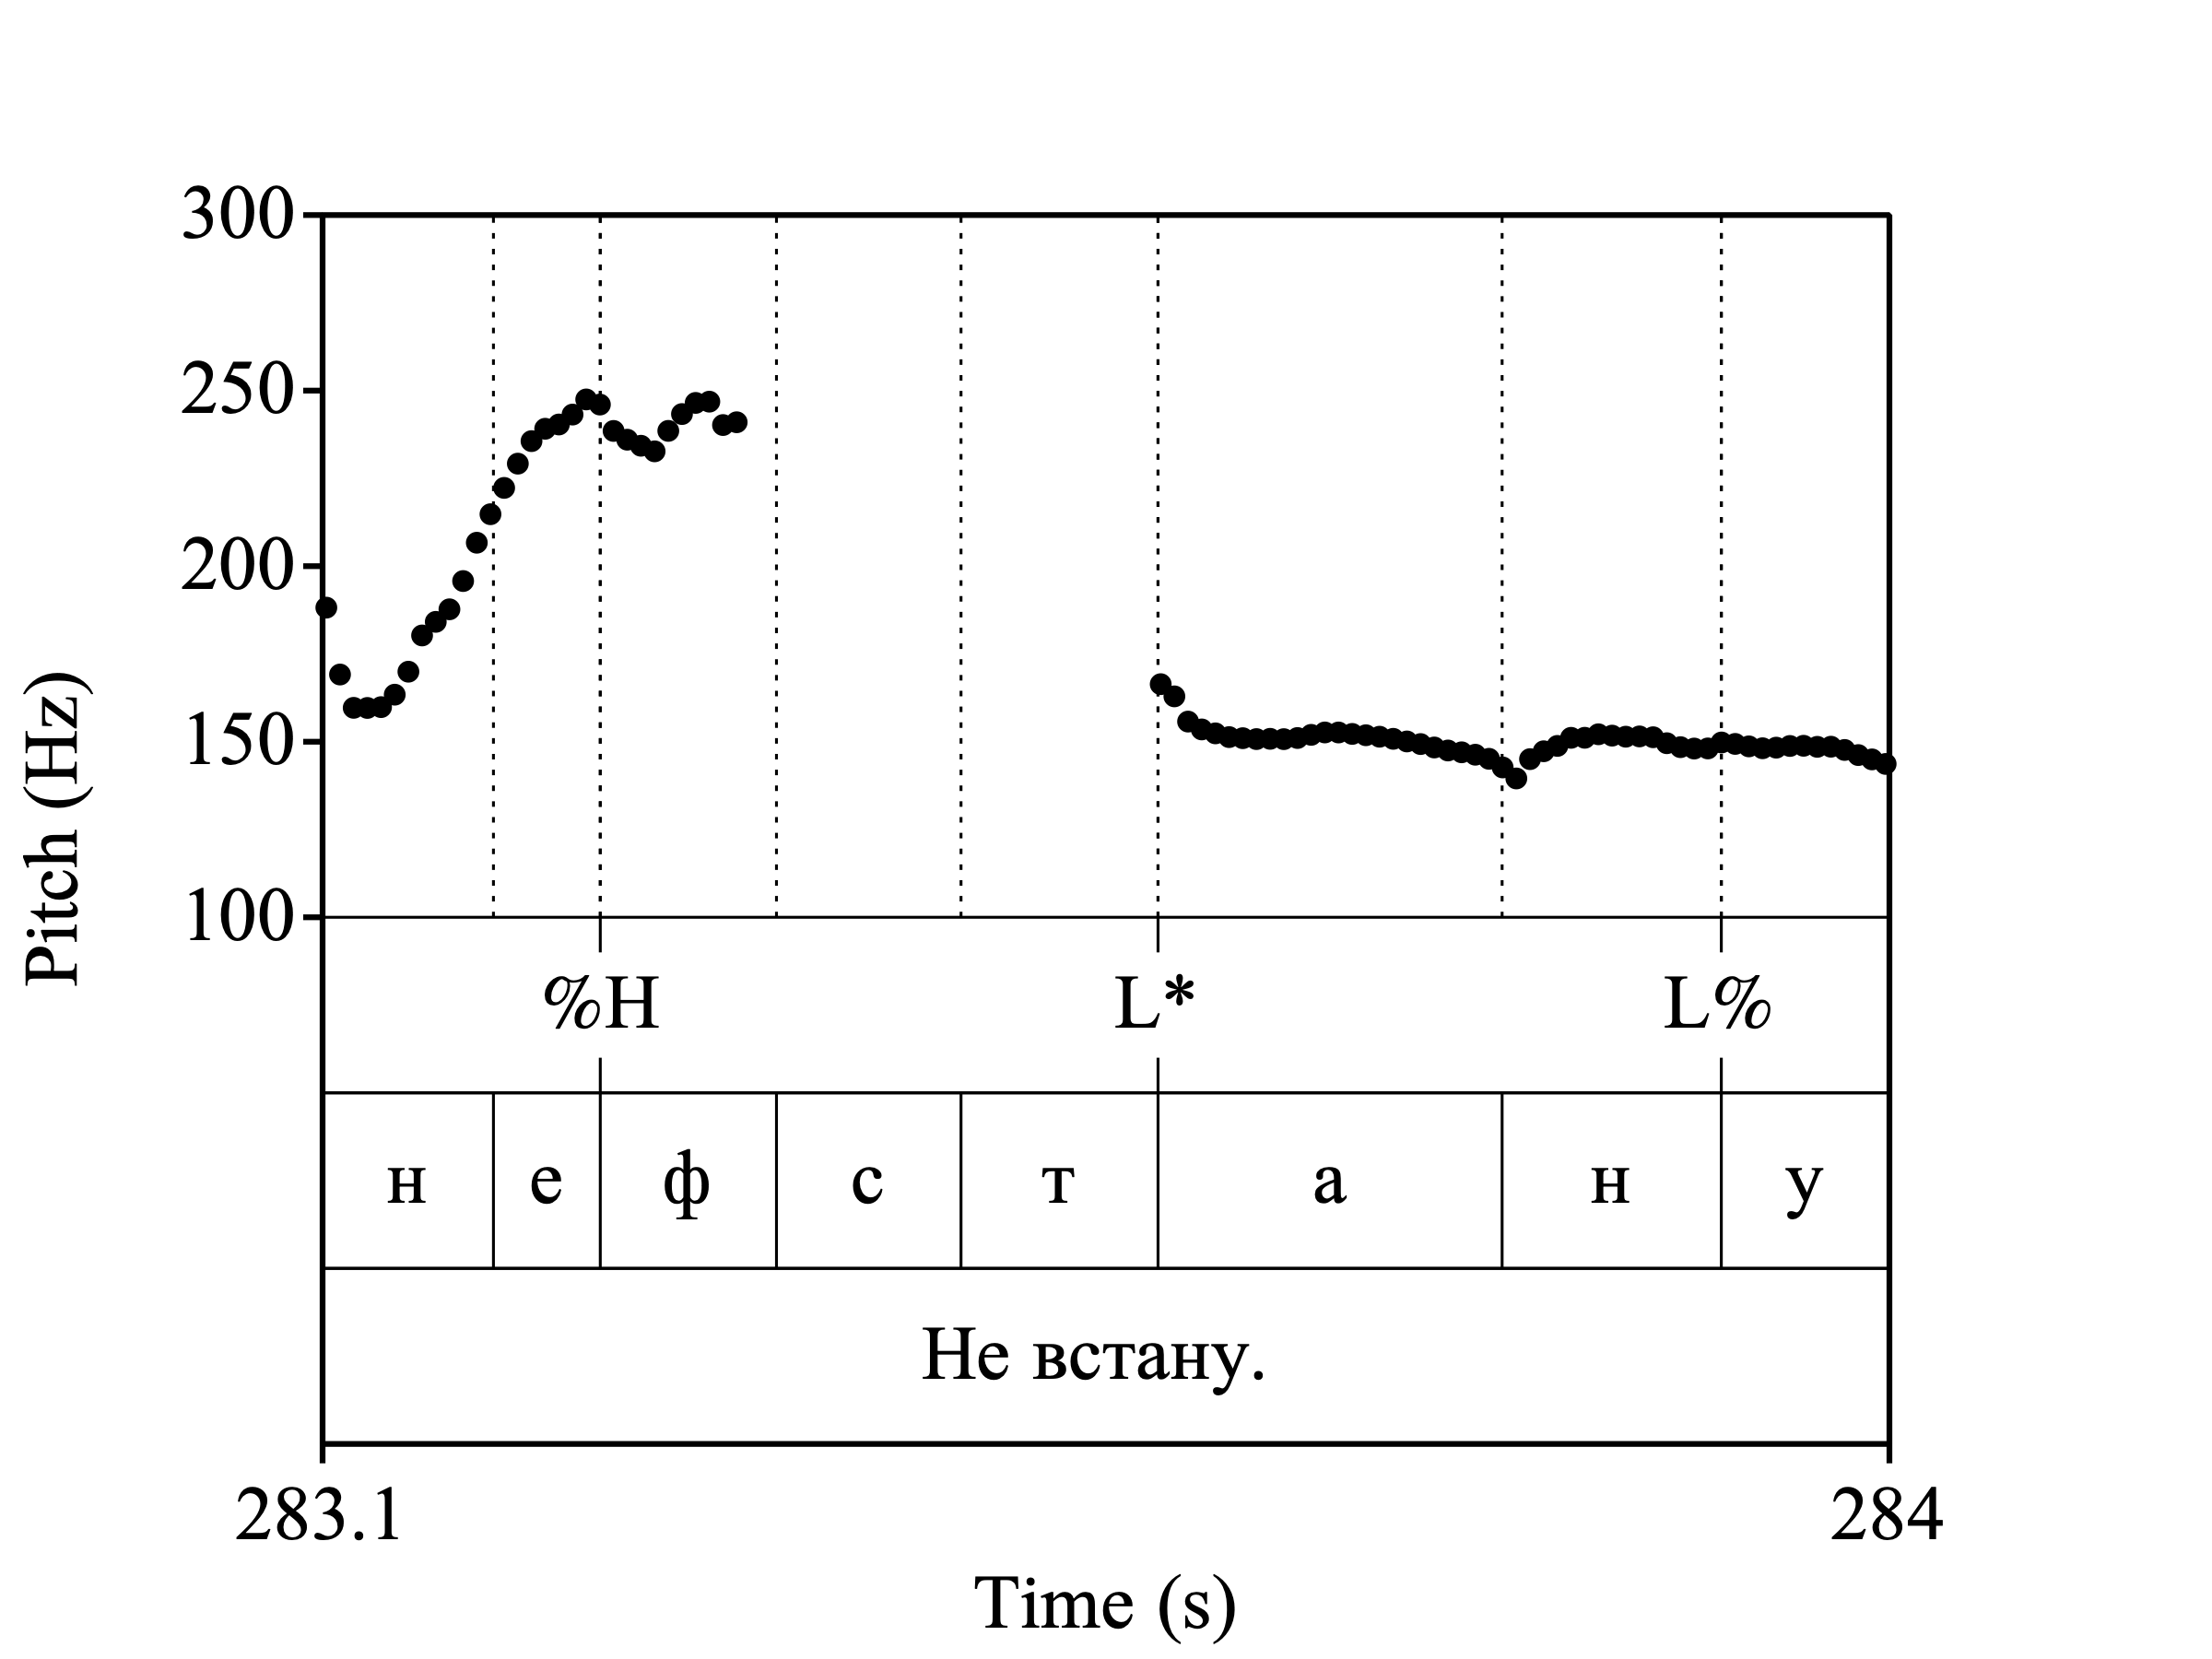 300
250
200
150
100
Pitch (Hz)
%H L* L%
н е ф с т а н у
Не встану.
283.1 284
Time (s)